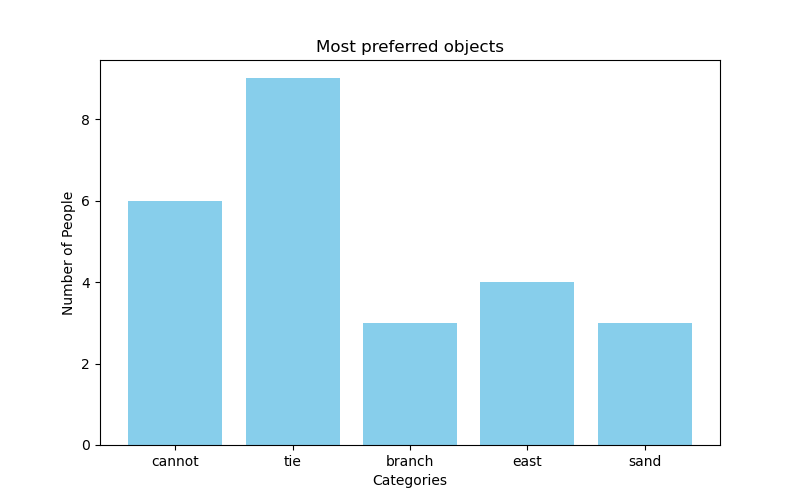 Most preferred objects
Number of People
8
6
4
2
0
cannot tie branch east sand
Categories